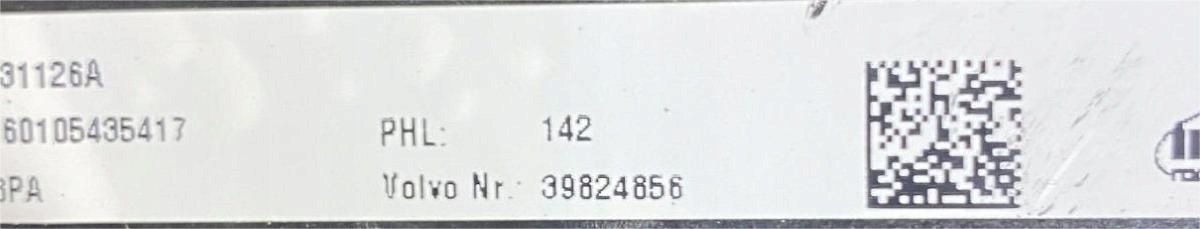 31126A
60105435417 PHL: 142
3PA Volvo Nr.: 39824856